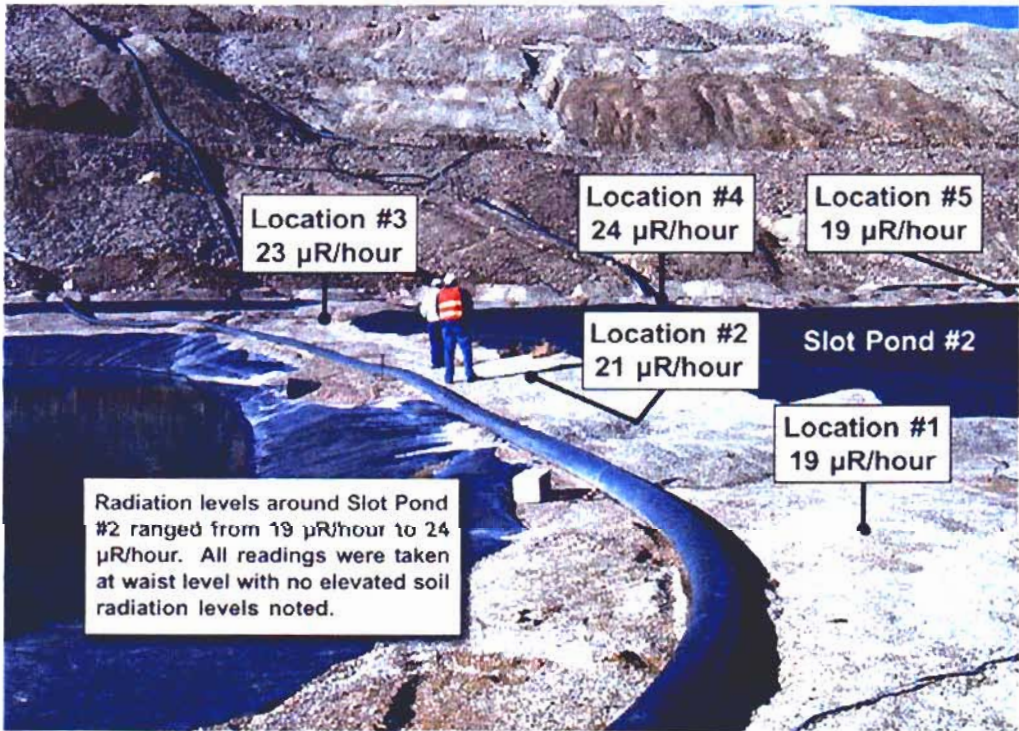 Location #3
23 µR/hour
Location #4
24 µR/hour
Location #5
19 µR/hour
Location #2
21 µR/hour
Slot Pond #2
Location #1
19 µR/hour
Radiation levels around Slot Pond
#2 ranged from 19 µR/hour to 24
µR/hour. All readings were taken
at waist level with no elevated soil
radiation levels noted.